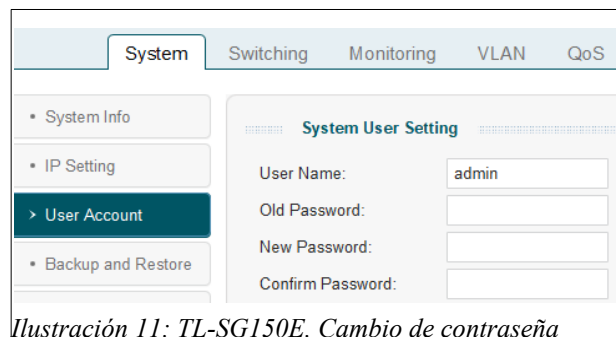 System Switching Monitoring VLAN QoS
System Info
IP Setting
User Account
Backup and Restore
System User Setting
User Name: admin
Old Password:
New Password:
Confirm Password:
Ilustración 11: TL-SG150E. Cambio de contraseña